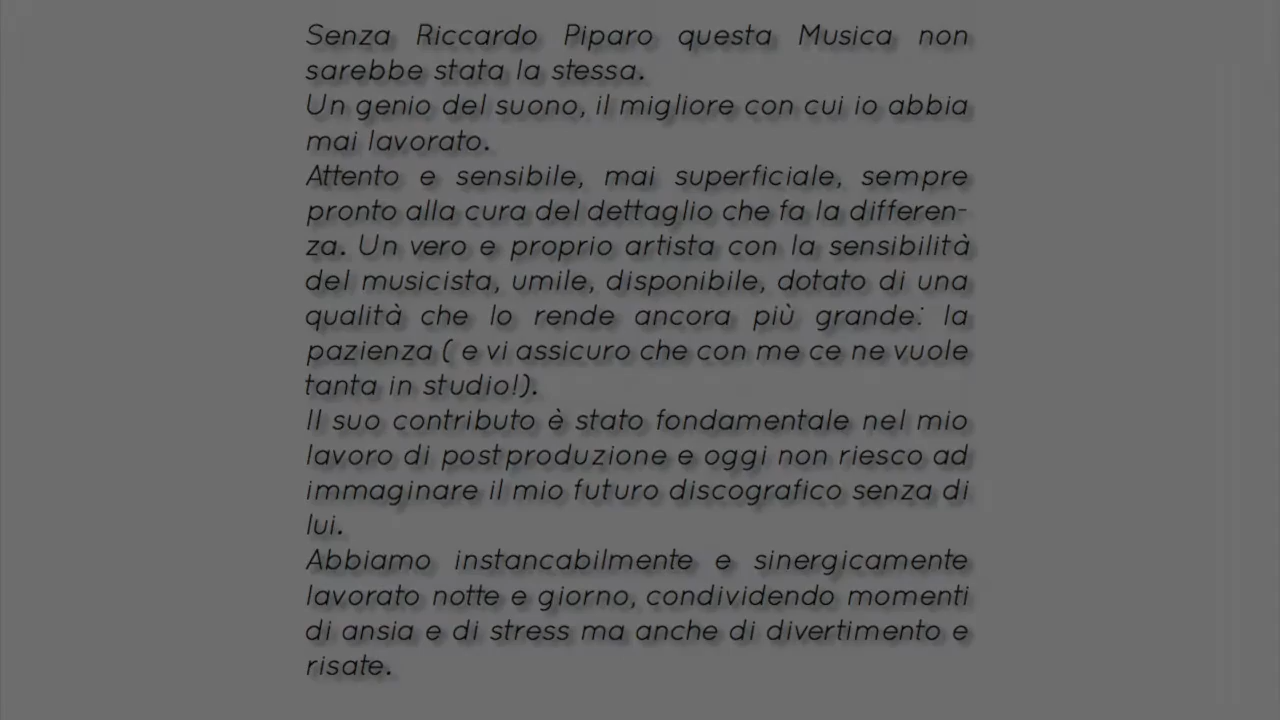 Senza Riccardo Piparo questa Musica non
sarebbe stata la stessa.
Un genio del suono, il migliore con cui io abbia
mai lavorato.
Attento e sensibile, mai superficiale, sempre
pronto alla cura del dettaglio che fa la differen-
za. Un vero e proprio artista con la sensibilità
del musicista, umile, disponibile, dotato di una
qualità che lo rende ancora più grande: la
pazienza ( e vi assicuro che con me ce ne vuole
tanta in studio!).
Il suo contributo è stato fondamentale nel mio
lavoro di postproduzione e oggi non riesco ad
immaginare il mio futuro discografico senza di
lui.
Abbiamo instancabilmente e sinergicamente
lavorato notte e giorno, condividendo momenti
di ansia e di stress ma anche di divertimento e
risate.